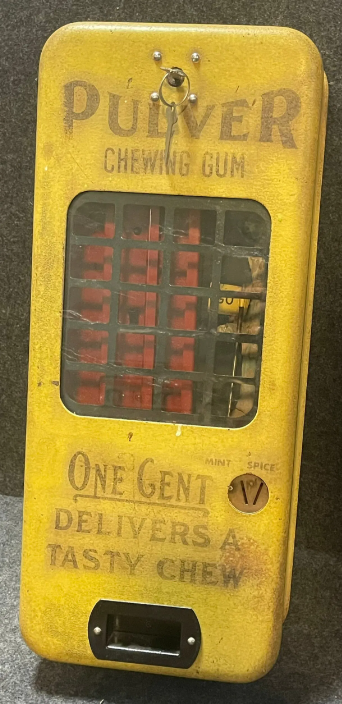 PULVER
CHEWING GUM
MINT SPICE
ONE CENT
DELIVERS A
TASTY CHEW